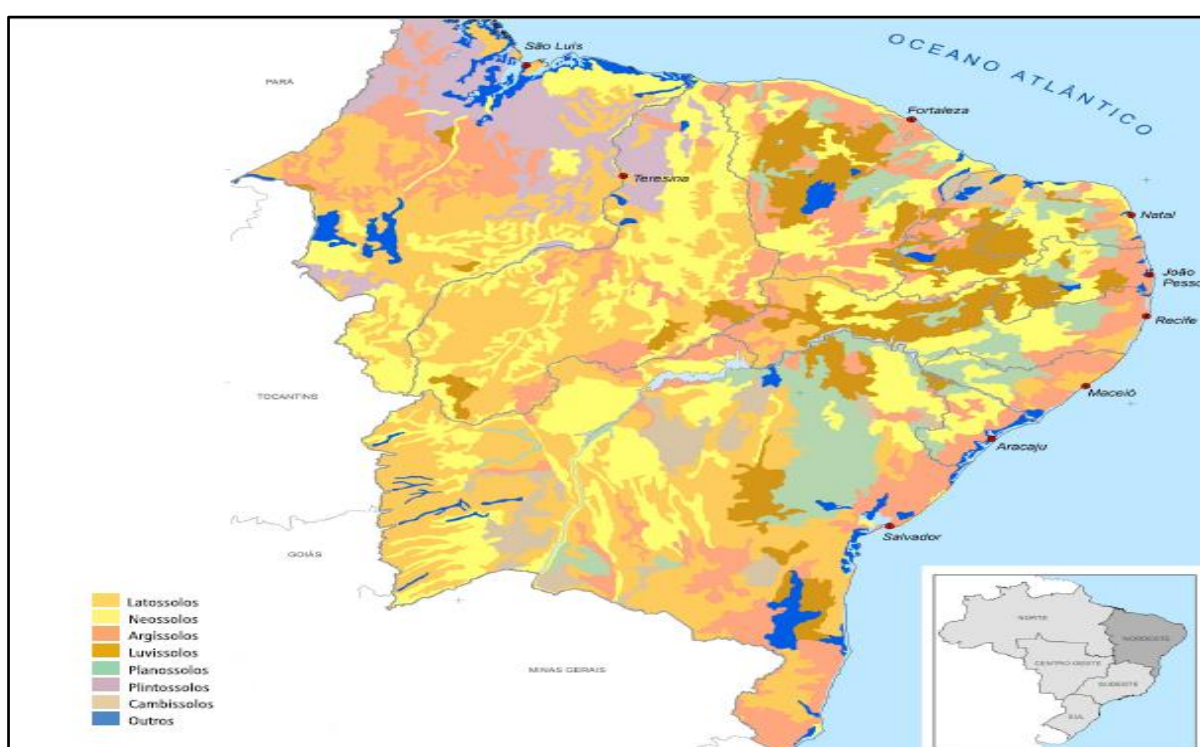 PARÁ
São Luís
OCEANO ATLÂNTICO
Fortaleza
Teresina
Natal
João
Pesso
Recife
TOCANTINS
Maceió
Aracaju
Salvador
GOIÁS
MINAS GERAIS
Latossolos
Neossolos
Argissolos
Luvissolos
Planossolos
Plintossolos
Cambissolos
Outros
NORTE
NORDESTE
CENTRO OESTE
SUDESTE
SUL